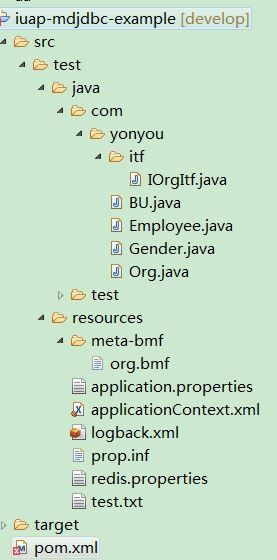 iuap-mdjdbc-example [develop]
src
test
java
com
yonyou
itf
IOrgItf.java
BU.java
Employee.java
Gender.java
Org.java
test
resources
meta-bmf
org.bmf
application.properties
applicationContext.xml
logback.xml
prop.inf
redis.properties
test.txt
target
pom.xml